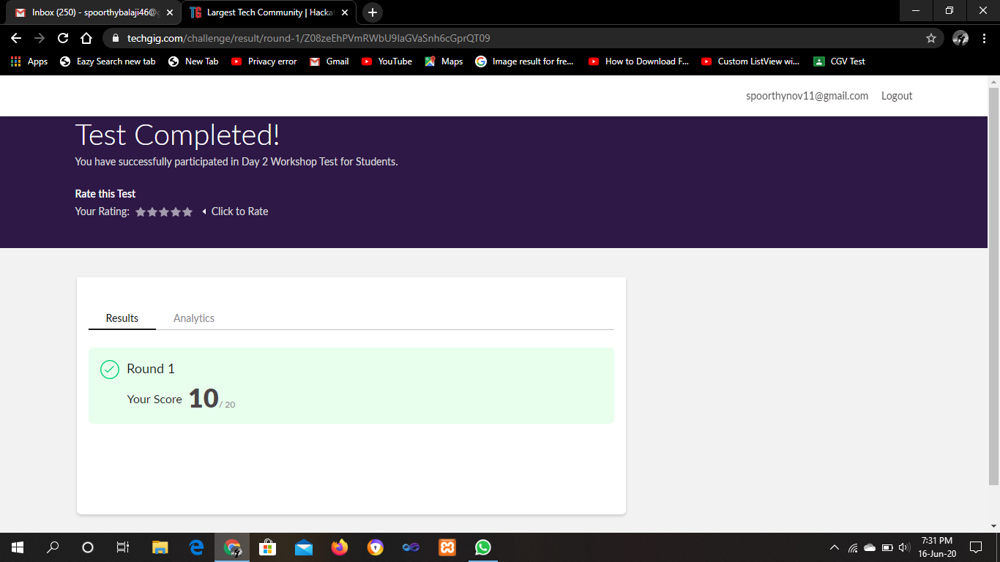 Inbox (250) - spoorthybalaji46@g
Largest Tech Community | Hacka
techgig.com/challenge/result/round-1/Z08zeEhPVmRWbU9IaGVaSnh6cGprQT09
Apps Eazy Search new tab New Tab Privacy error Gmail YouTube Maps Image result for fre... How to Download F... Custom ListView wi... CGV Test
spoorthynov11@gmail.com Logout
Test Completed!
You have successfully participated in Day 2 Workshop Test for Students.
Rate this Test
Your Rating: Click to Rate
Results Analytics
Round 1
Your Score 10 / 20
7:31 PM
16-Jun-20